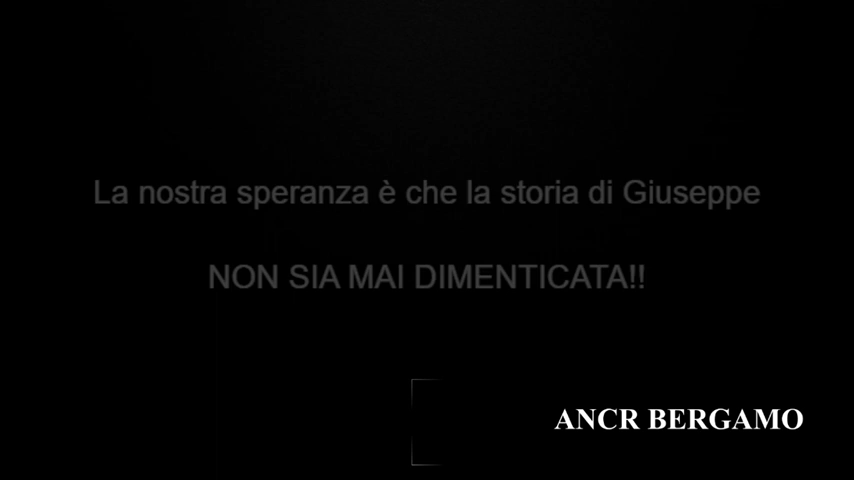 La nostra speranza è che la storia di Giuseppe
NON SIA MAI DIMENTICATA!!
ANCR BERGAMO